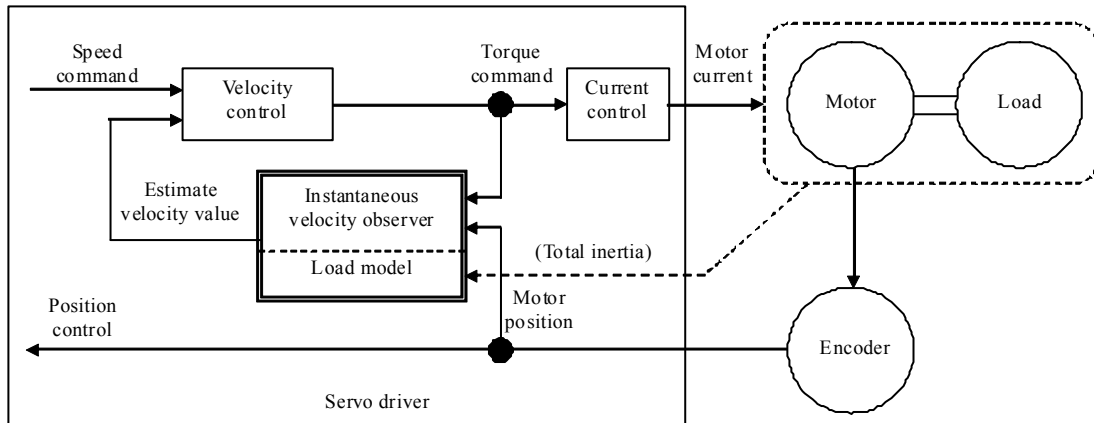 Speed
command
Velocity
control
Torque
command
Current
control
Motor
current
Motor
Load
Estimate
velocity value
Instantaneous
velocity observer
Load model
(Total inertia)
Position
control
Motor
position
Encoder
Servo driver